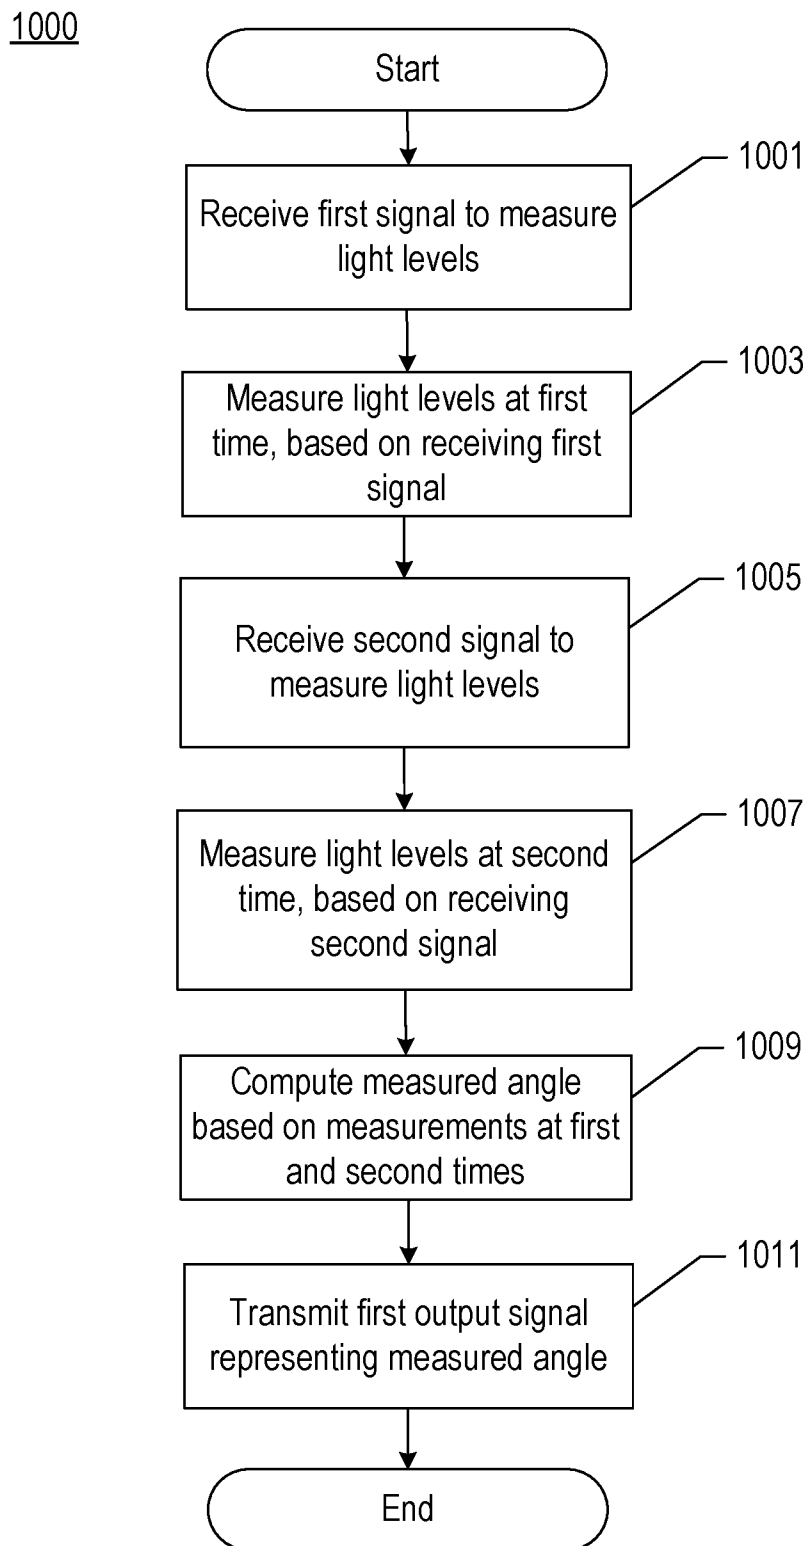 1000
Start
1001
Receive first signal to measure
light levels
1003
Measure light levels at first
time, based on receiving first
signal
1005
Receive second signal to
measure light levels
1007
Measure light levels at second
time, based on receiving
second signal
1009
Compute measured angle
based on measurements at first
and second times
1011
Transmit first output signal
representing measured angle
End